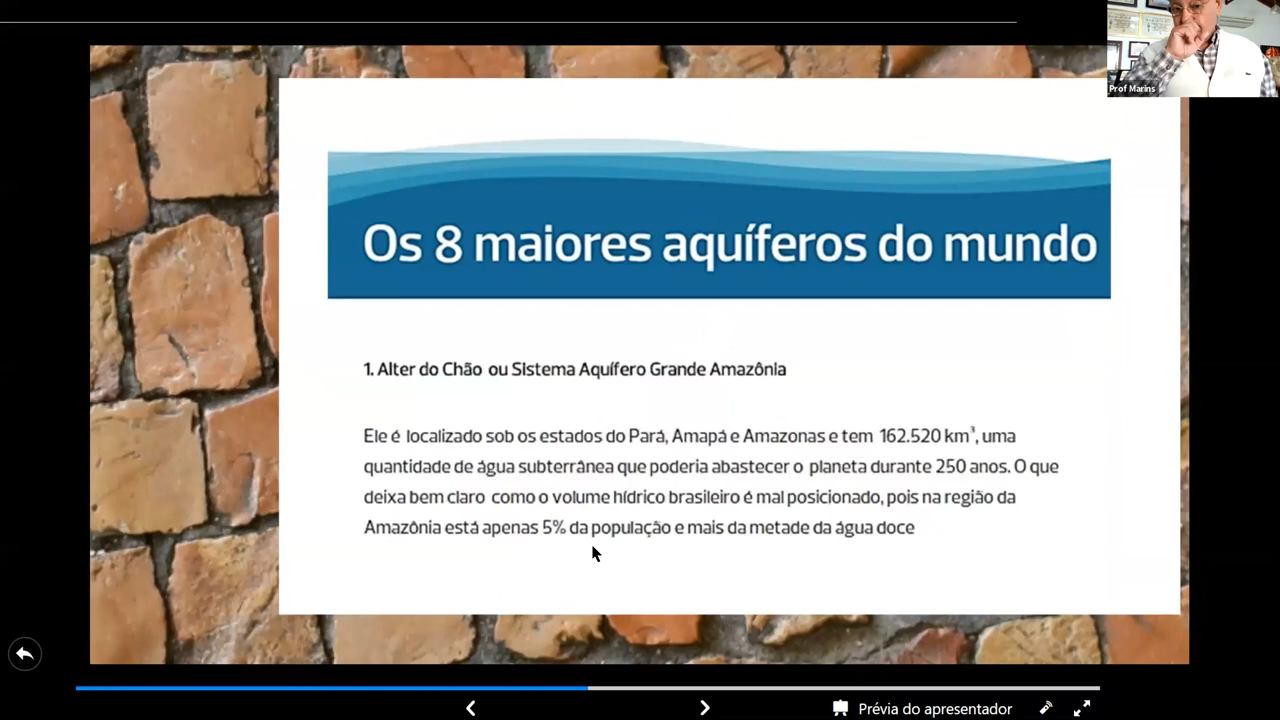 Prof Marins
Os 8 maiores aquíferos do mundo
1. Alter do Chão ou Sistema Aquífero Grande Amazônia
Ele é localizado sob os estados do Pará, Amapá e Amazonas e tem 162.520 km³, uma
quantidade de água subterrânea que poderia abastecer o planeta durante 250 anos. O que
deixa bem claro como o volume hídrico brasileiro é mal posicionado, pois na região da
Amazônia está apenas 5% da população e mais da metade da água doce
Prévia do apresentador